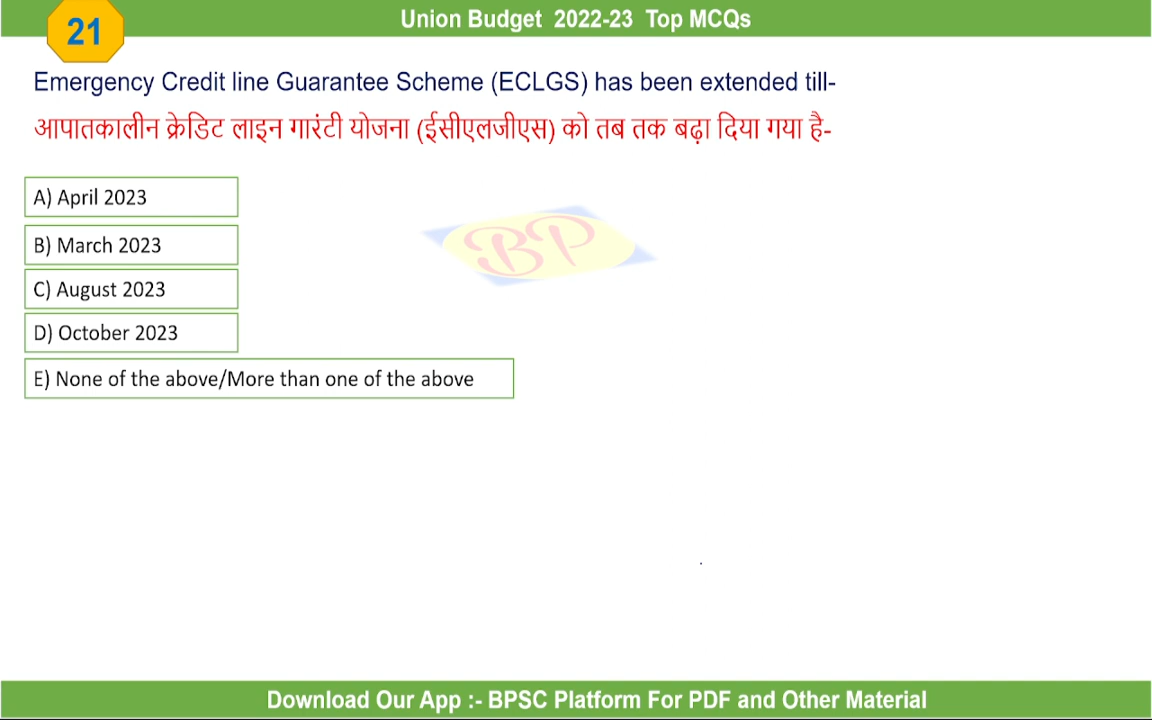 Union Budget 2022-23 Top MCQs
21
Emergency Credit line Guarantee Scheme (ECLGS) has been extended till-
आपातकालीन क्रेडिट लाइन गारंटी योजना (ईसीएलजीएस) को तब तक बढ़ा दिया गया है-
A) April 2023
B) March 2023
C) August 2023
D) October 2023
E) None of the above/More than one of the above
BP
Download Our App :- BPSC Platform For PDF and Other Material